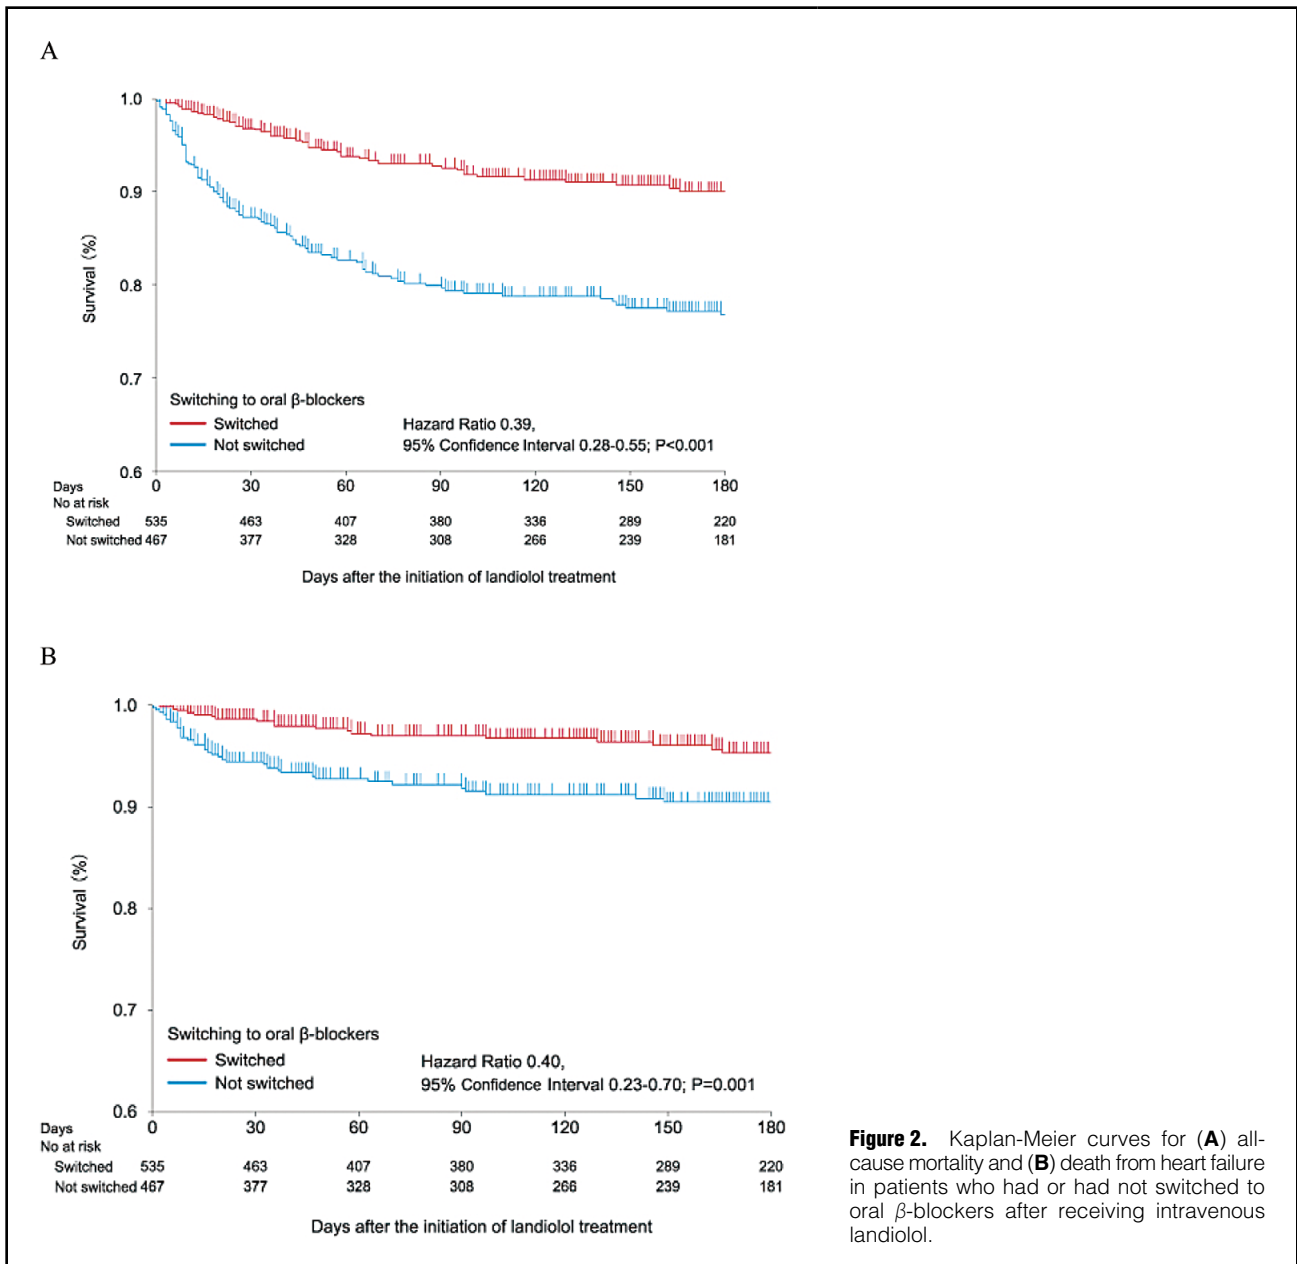 A
1.0
0.9
0.8
0.7
0.6
Survival (%)
Switching to oral β-blockers
Switched
Not switched
Hazard Ratio 0.39,
95% Confidence Interval 0.28-0.55; P<0.001
Days 0 30 60 90 120 150 180
No at risk
Switched 535 463 407 380 336 289 220
Not switched 467 377 328 308 266 239 181
Days after the initiation of landiolol treatment
B
1.0
0.9
0.8
0.7
0.6
Survival (%)
Switching to oral β-blockers
Switched
Not switched
Hazard Ratio 0.40,
95% Confidence Interval 0.23-0.70; P=0.001
Days 0 30 60 90 120 150 180
No at risk
Switched 535 463 407 380 336 289 220
Not switched 467 377 328 308 266 239 181
Days after the initiation of landiolol treatment
Figure 2. Kaplan-Meier curves for (A) all-
cause mortality and (B) death from heart failure
in patients who had or had not switched to
oral β-blockers after receiving intravenous
landiolol.